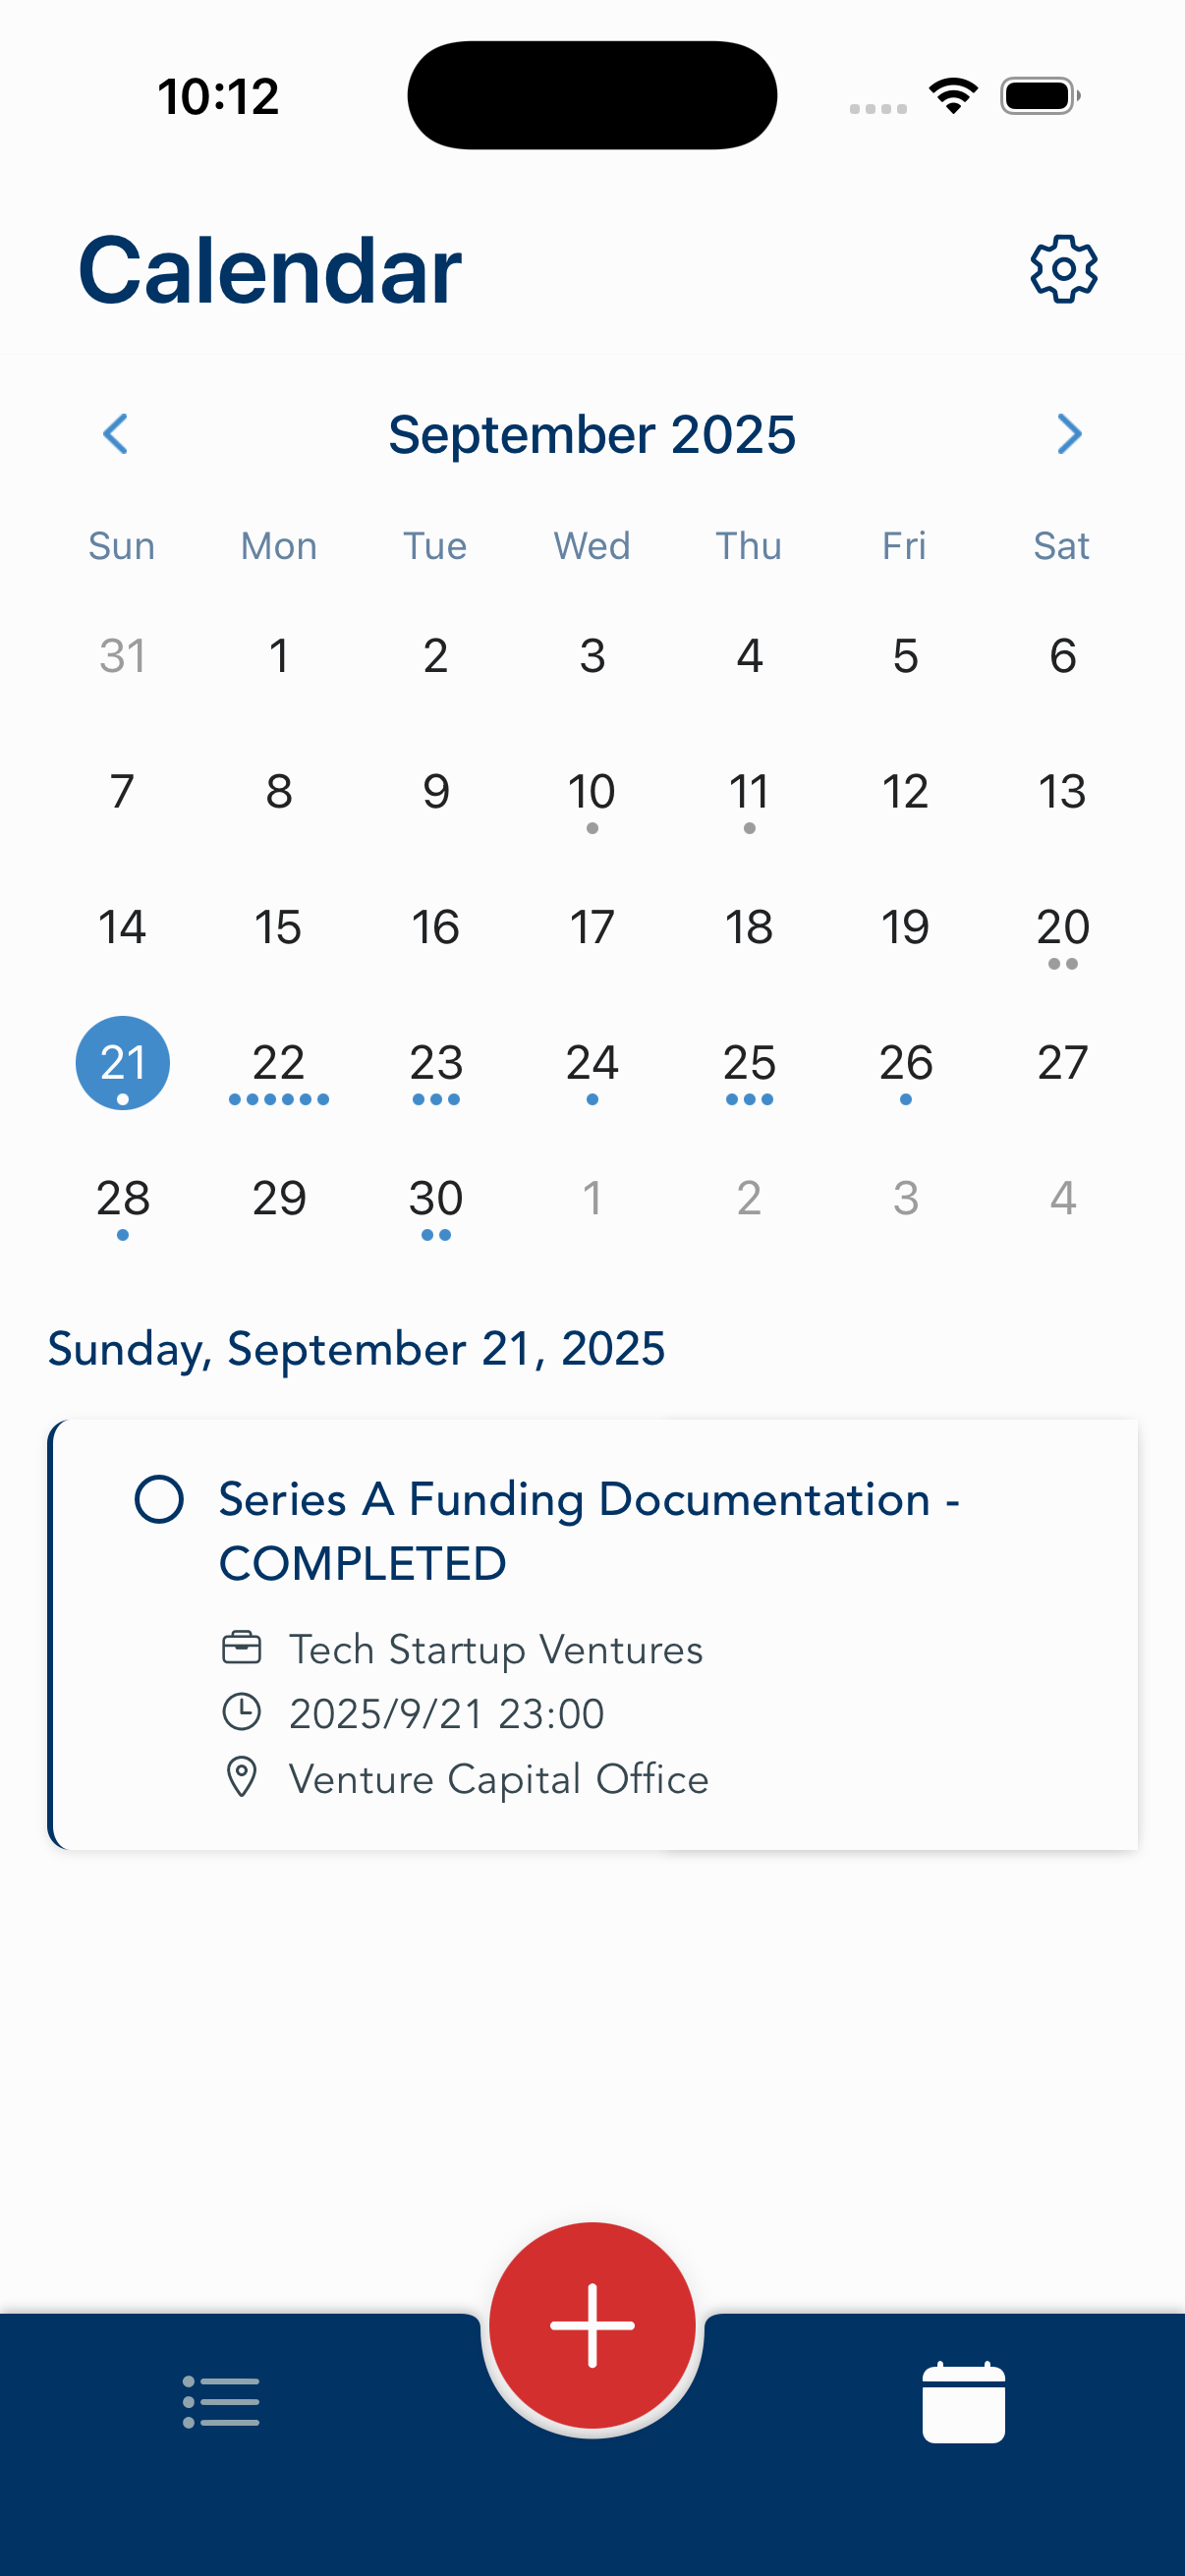 10:12
Calendar
September 2025
Sun Mon Tue Wed Thu Fri Sat
31 1 2 3 4 5 6
7 8 9 10 11 12 13
14 15 16 17 18 19 20
21 22 23 24 25 26 27
28 29 30 1 2 3 4
Sunday, September 21, 2025
Series A Funding Documentation -
COMPLETED
Tech Startup Ventures
2025/9/21 23:00
Venture Capital Office